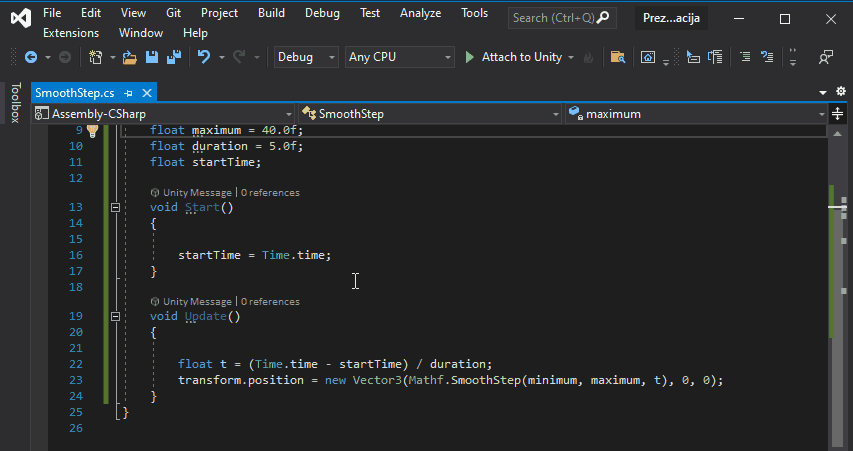 File Edit View Git Project Build Debug Test Analyze Tools Search (Ctrl+Q) Prez...acija
Extensions Window Help
Debug Any CPU Attach to Unity
Toolbox
SmoothStep.cs
Assembly-CSharp SmoothStep maximum
9 float maximum = 40.0f;
10 float duration = 5.0f;
11 float startTime;
12
Unity Message | 0 references
13 void Start()
14 {
15
16 startTime = Time.time;
17 }
18
Unity Message | 0 references
19 void Update()
20 {
21
22 float t = (Time.time - startTime) / duration;
23 transform.position = new Vector3(Mathf.SmoothStep(minimum, maximum, t), 0, 0);
24 }
25 }
26